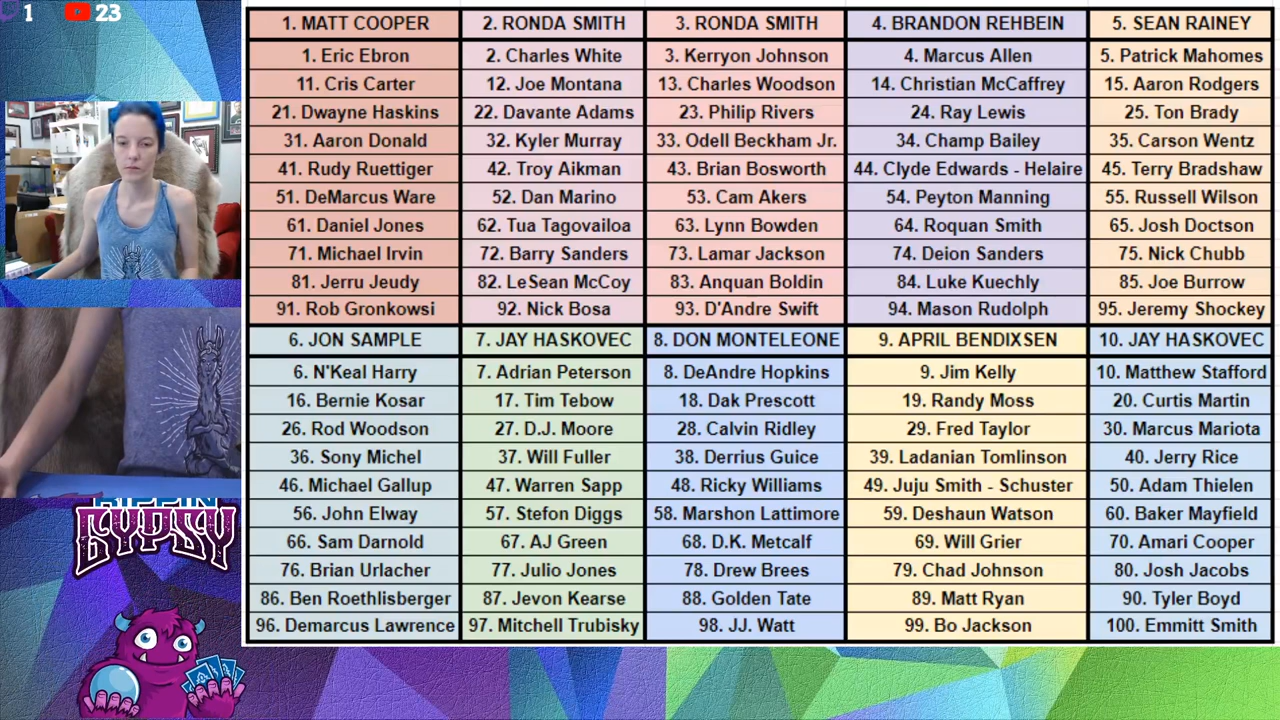 1 23
1. MATT COOPER 2. RONDA SMITH 3. RONDA SMITH 4. BRANDON REHBEIN 5. SEAN RAINEY
1. Eric Ebron 2. Charles White 3. Kerryon Johnson 4. Marcus Allen 5. Patrick Mahomes
11. Cris Carter 12. Joe Montana 13. Charles Woodson 14. Christian McCaffrey 15. Aaron Rodgers
21. Dwayne Haskins 22. Davante Adams 23. Philip Rivers 24. Ray Lewis 25. Ton Brady
31. Aaron Donald 32. Kyler Murray 33. Odell Beckham Jr. 34. Champ Bailey 35. Carson Wentz
41. Rudy Ruettiger 42. Troy Aikman 43. Brian Bosworth 44. Clyde Edwards - Helaire 45. Terry Bradshaw
51. DeMarcus Ware 52. Dan Marino 53. Cam Akers 54. Peyton Manning 55. Russell Wilson
61. Daniel Jones 62. Tua Tagovailoa 63. Lynn Bowden 64. Roquan Smith 65. Josh Doctson
71. Michael Irvin 72. Barry Sanders 73. Lamar Jackson 74. Deion Sanders 75. Nick Chubb
81. Jerru Jeudy 82. LeSean McCoy 83. Anquan Boldin 84. Luke Kuechly 85. Joe Burrow
91. Rob Gronkowsi 92. Nick Bosa 93. D'Andre Swift 94. Mason Rudolph 95. Jeremy Shockey
6. JON SAMPLE 7. JAY HASKOVEC 8. DON MONTELEONE 9. APRIL BENDIXSEN 10. JAY HASKOVEC
6. N'Keal Harry 7. Adrian Peterson 8. DeAndre Hopkins 9. Jim Kelly 10. Matthew Stafford
16. Bernie Kosar 17. Tim Tebow 18. Dak Prescott 19. Randy Moss 20. Curtis Martin
26. Rod Woodson 27. D.J. Moore 28. Calvin Ridley 29. Fred Taylor 30. Marcus Mariota
36. Sony Michel 37. Will Fuller 38. Derrius Guice 39. Ladanian Tomlinson 40. Jerry Rice
46. Michael Gallup 47. Warren Sapp 48. Ricky Williams 49. Juju Smith - Schuster 50. Adam Thielen
56. John Elway 57. Stefon Diggs 58. Marshon Lattimore 59. Deshaun Watson 60. Baker Mayfield
66. Sam Darnold 67. AJ Green 68. D.K. Metcalf 69. Will Grier 70. Amari Cooper
76. Brian Urlacher 77. Julio Jones 78. Drew Brees 79. Chad Johnson 80. Josh Jacobs
86. Ben Roethlisberger 87. Jevon Kearse 88. Golden Tate 89. Matt Ryan 90. Tyler Boyd
96. Demarcus Lawrence 97. Mitchell Trubisky 98. JJ. Watt 99. Bo Jackson 100. Emmitt Smith
GYPSY